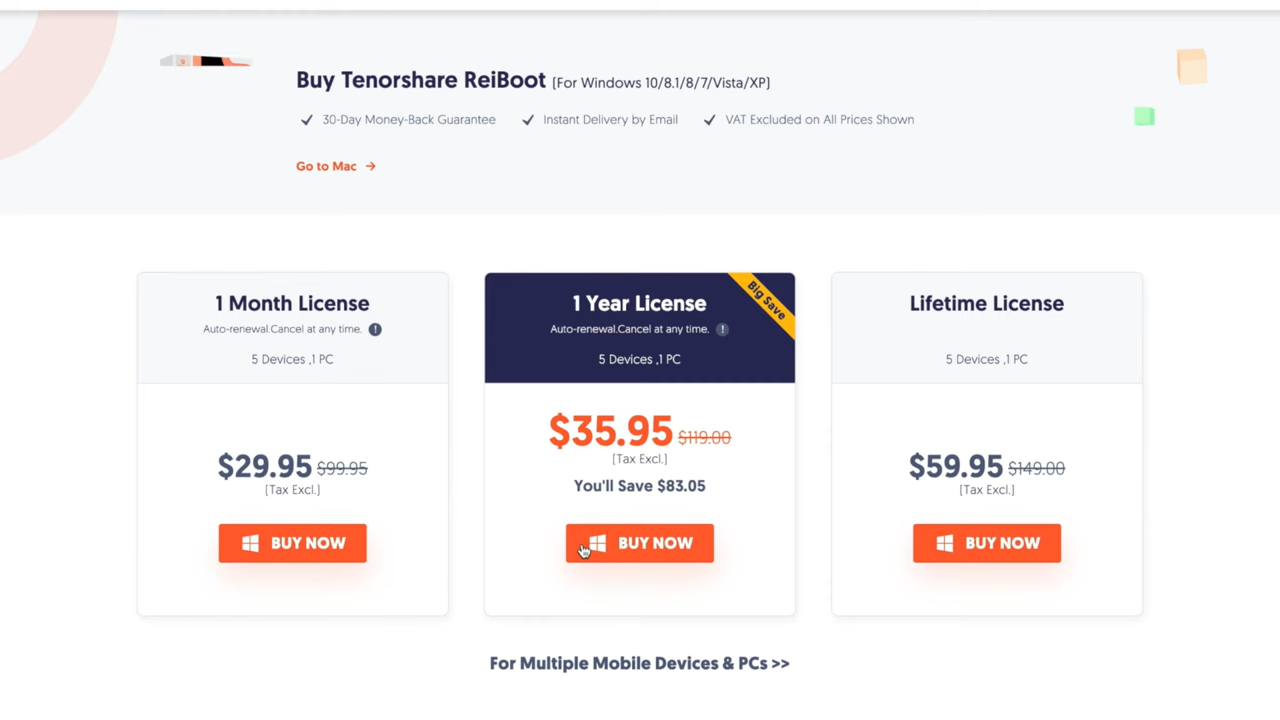 Buy Tenorshare ReiBoot [For Windows 10/8.1/8/7/Vista/XP]
30-Day Money-Back Guarantee Instant Delivery by Email VAT Excluded on All Prices Shown
Go to Mac →
1 Month License
Auto-renewal.Cancel at any time. !
5 Devices ,1 PC
$29.95 $99.95
[Tax Excl.]
BUY NOW
Big Save
1 Year License
Auto-renewal.Cancel at any time. !
5 Devices ,1 PC
$35.95 $119.00
[Tax Excl.]
You'll Save $83.05
BUY NOW
Lifetime License
5 Devices ,1 PC
$59.95 $149.00
[Tax Excl.]
BUY NOW
For Multiple Mobile Devices & PCs >>